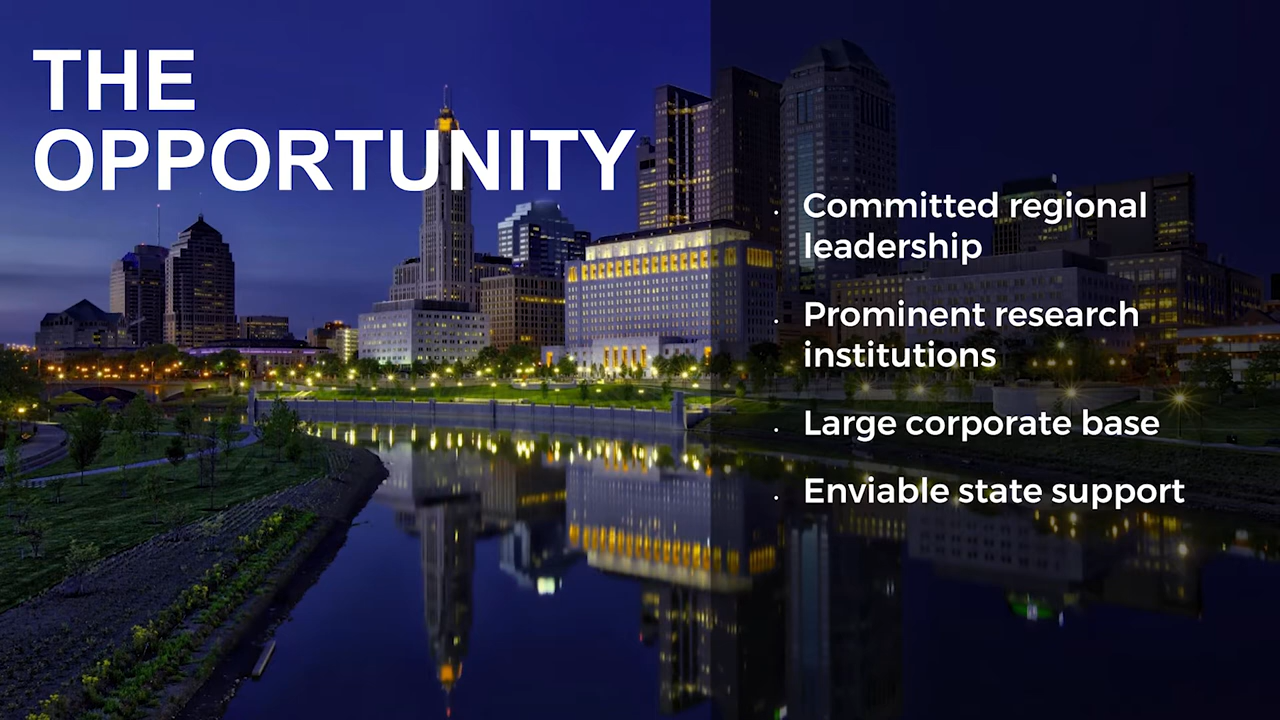 THE
OPPORTUNITY
· Committed regional
leadership
· Prominent research
institutions
· Large corporate base
· Enviable state support